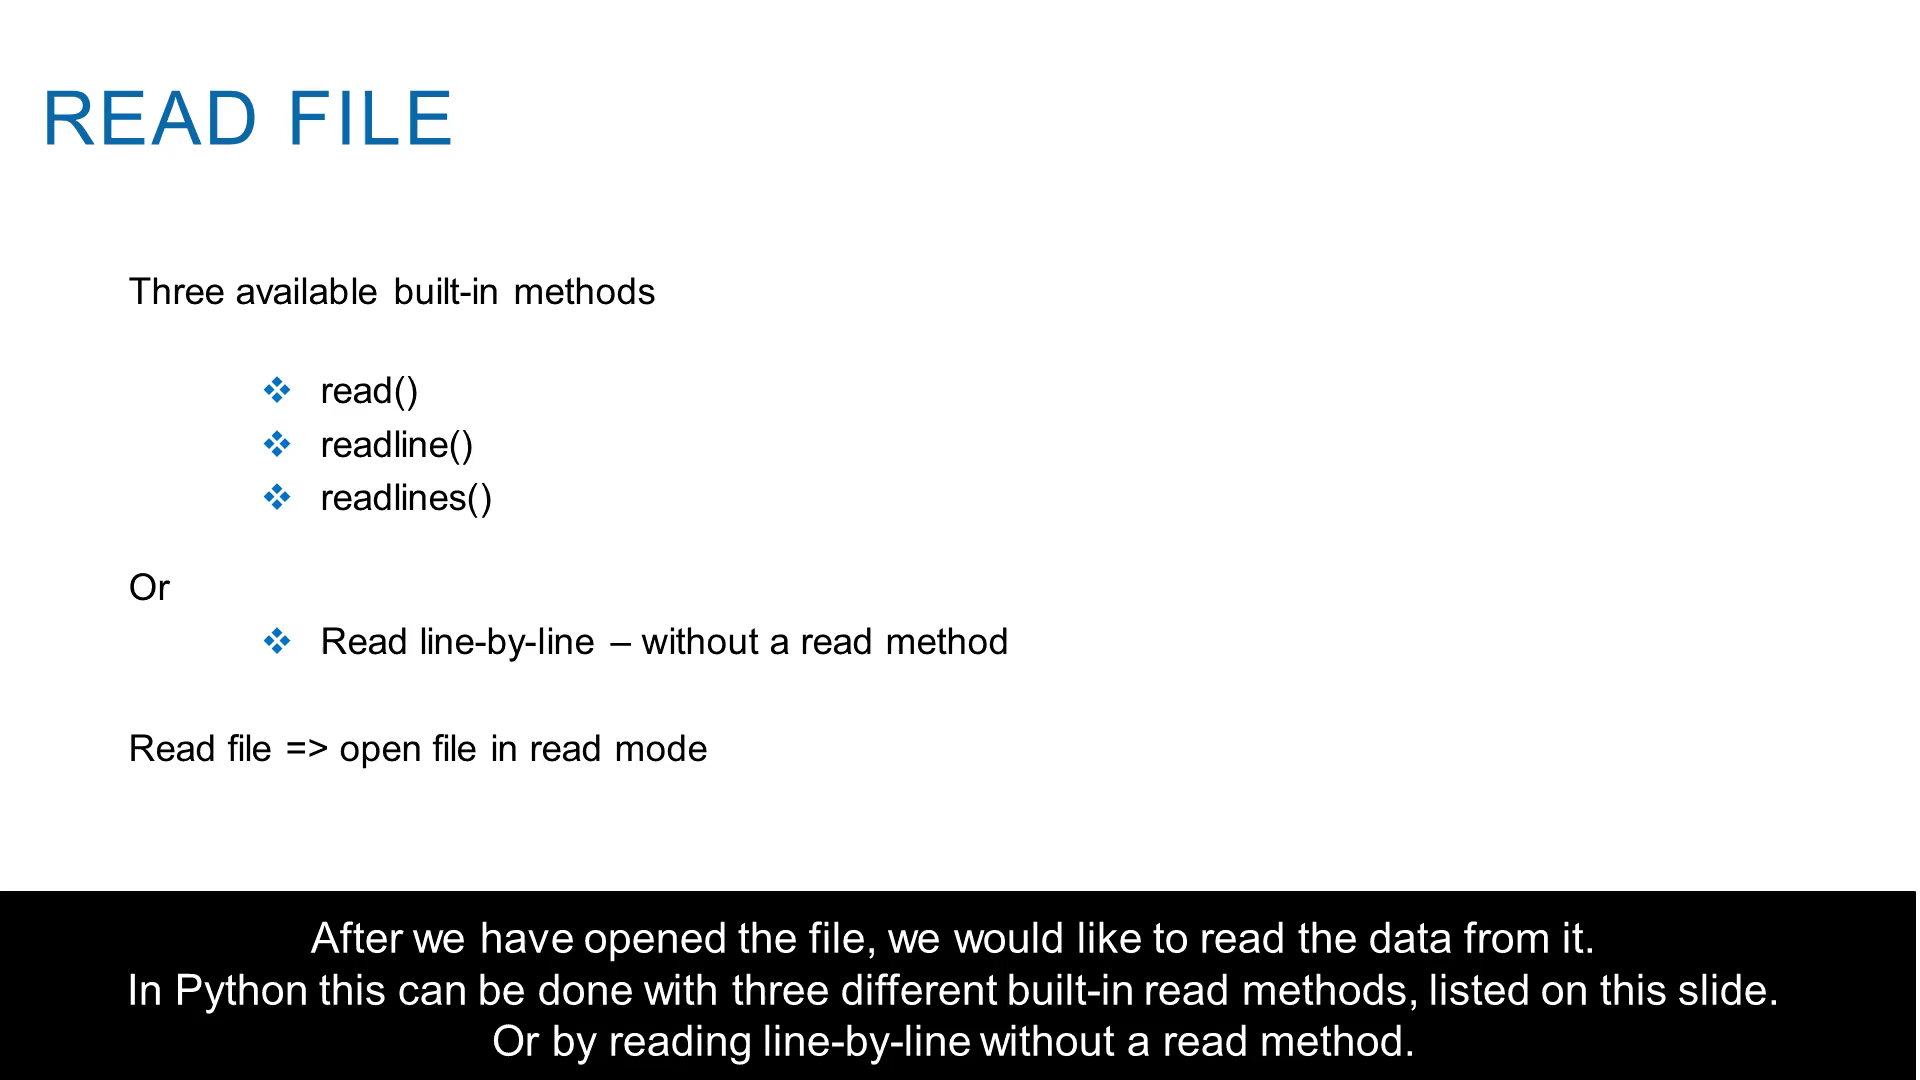 READ FILE
Three available built-in methods
❖ read()
❖ readline()
❖ readlines()
Or
❖ Read line-by-line – without a read method
Read file => open file in read mode
After we have opened the file, we would like to read the data from it.
In Python this can be done with three different built-in read methods, listed on this slide.
Or by reading line-by-line without a read method.